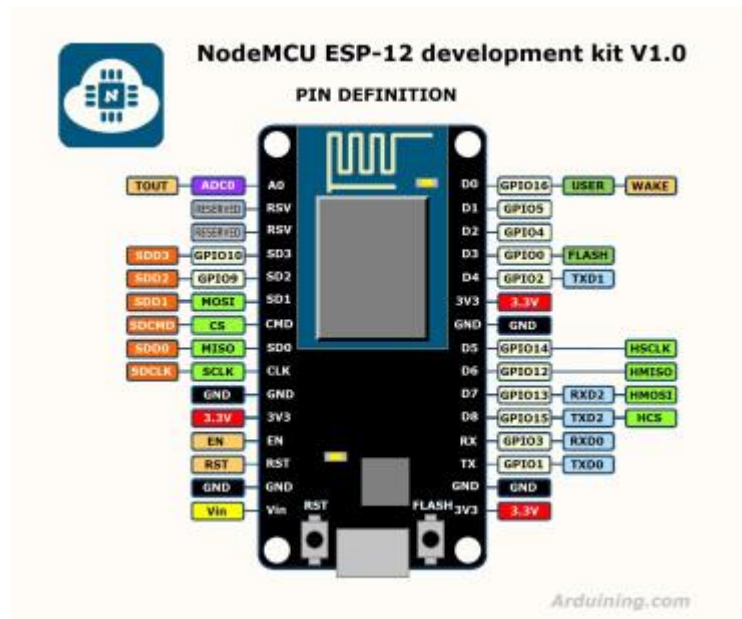 NodeMCU ESP-12 development kit V1.0
PIN DEFINITION
TOUT ADC0 A0 D0 GPIO16 USER WAKE
RESERVED RSV D1 GPIO5
RESERVED RSV D2 GPIO4
SDD3 GPIO10 SD3 D3 GPIO0 FLASH
SDD2 GPIO9 SD2 D4 GPIO2 TXD1
SDD1 MOSI SD1 3V3 3.3V
SDCMD CS CMD GND GND
SDD0 MISO SD0 D5 GPIO14 HSCLK
SDCLK SCLK CLK D6 GPIO12 HMISO
GND GND D7 GPIO13 RXD2 HMOSI
3.3V 3V3 D8 GPIO15 TXD2 HCS
EN EN RX GPIO3 RXD0
RST RST TX GPIO1 TXD0
GND GND GND GND
Vin Vin RST FLASH 3V3 3.3V
Arduining.com